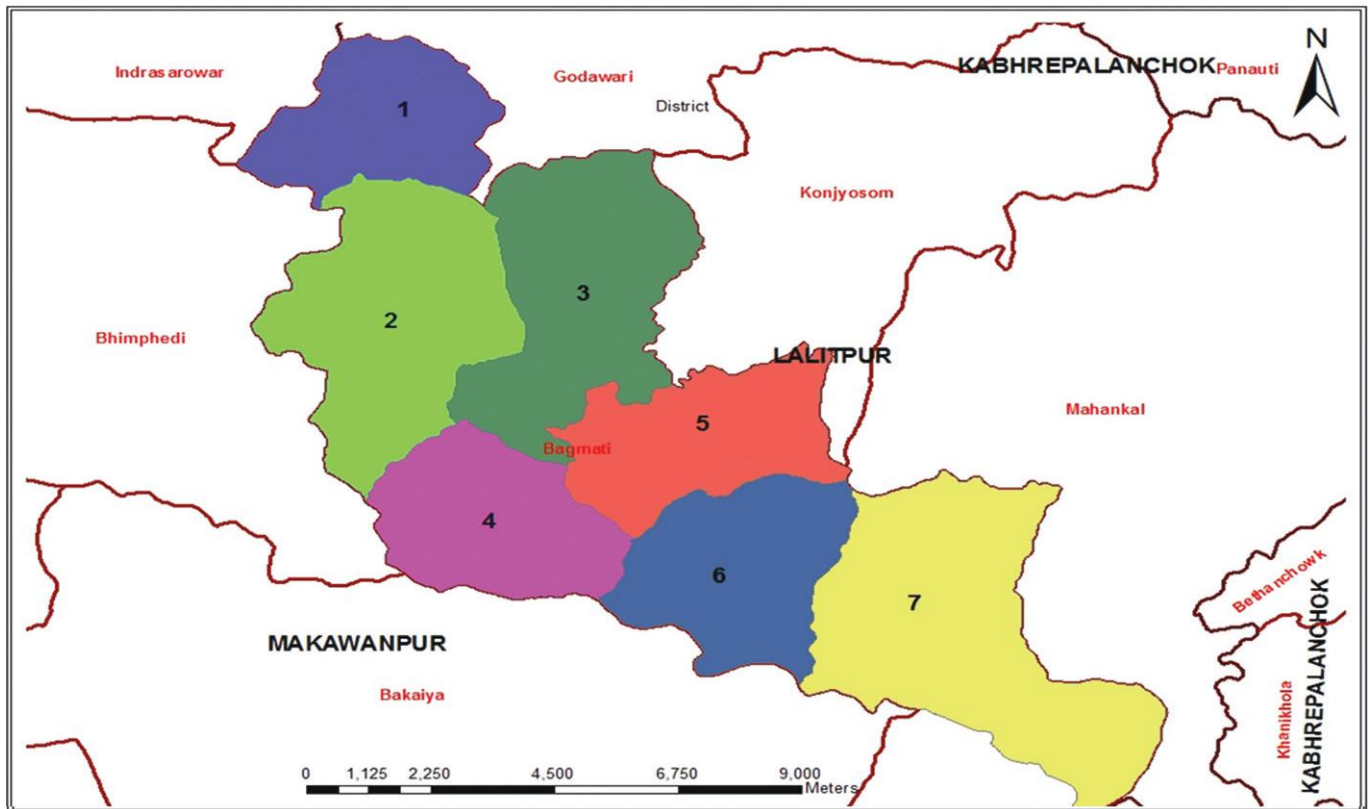 N
KABHREPALANCHOK
Panauti
Indrasarowar
Godawari
District
1
Konjyosom
3
2
Bhimphedi
LALITPUR
Mahankal
5
Bagmati
4
6
7
Bethanchowk
MAKAWANPUR
Bakaiya
Khanikhola
KABHREPALANCHOK
0 1,125 2,250 4,500 6,750 9,000
Meters